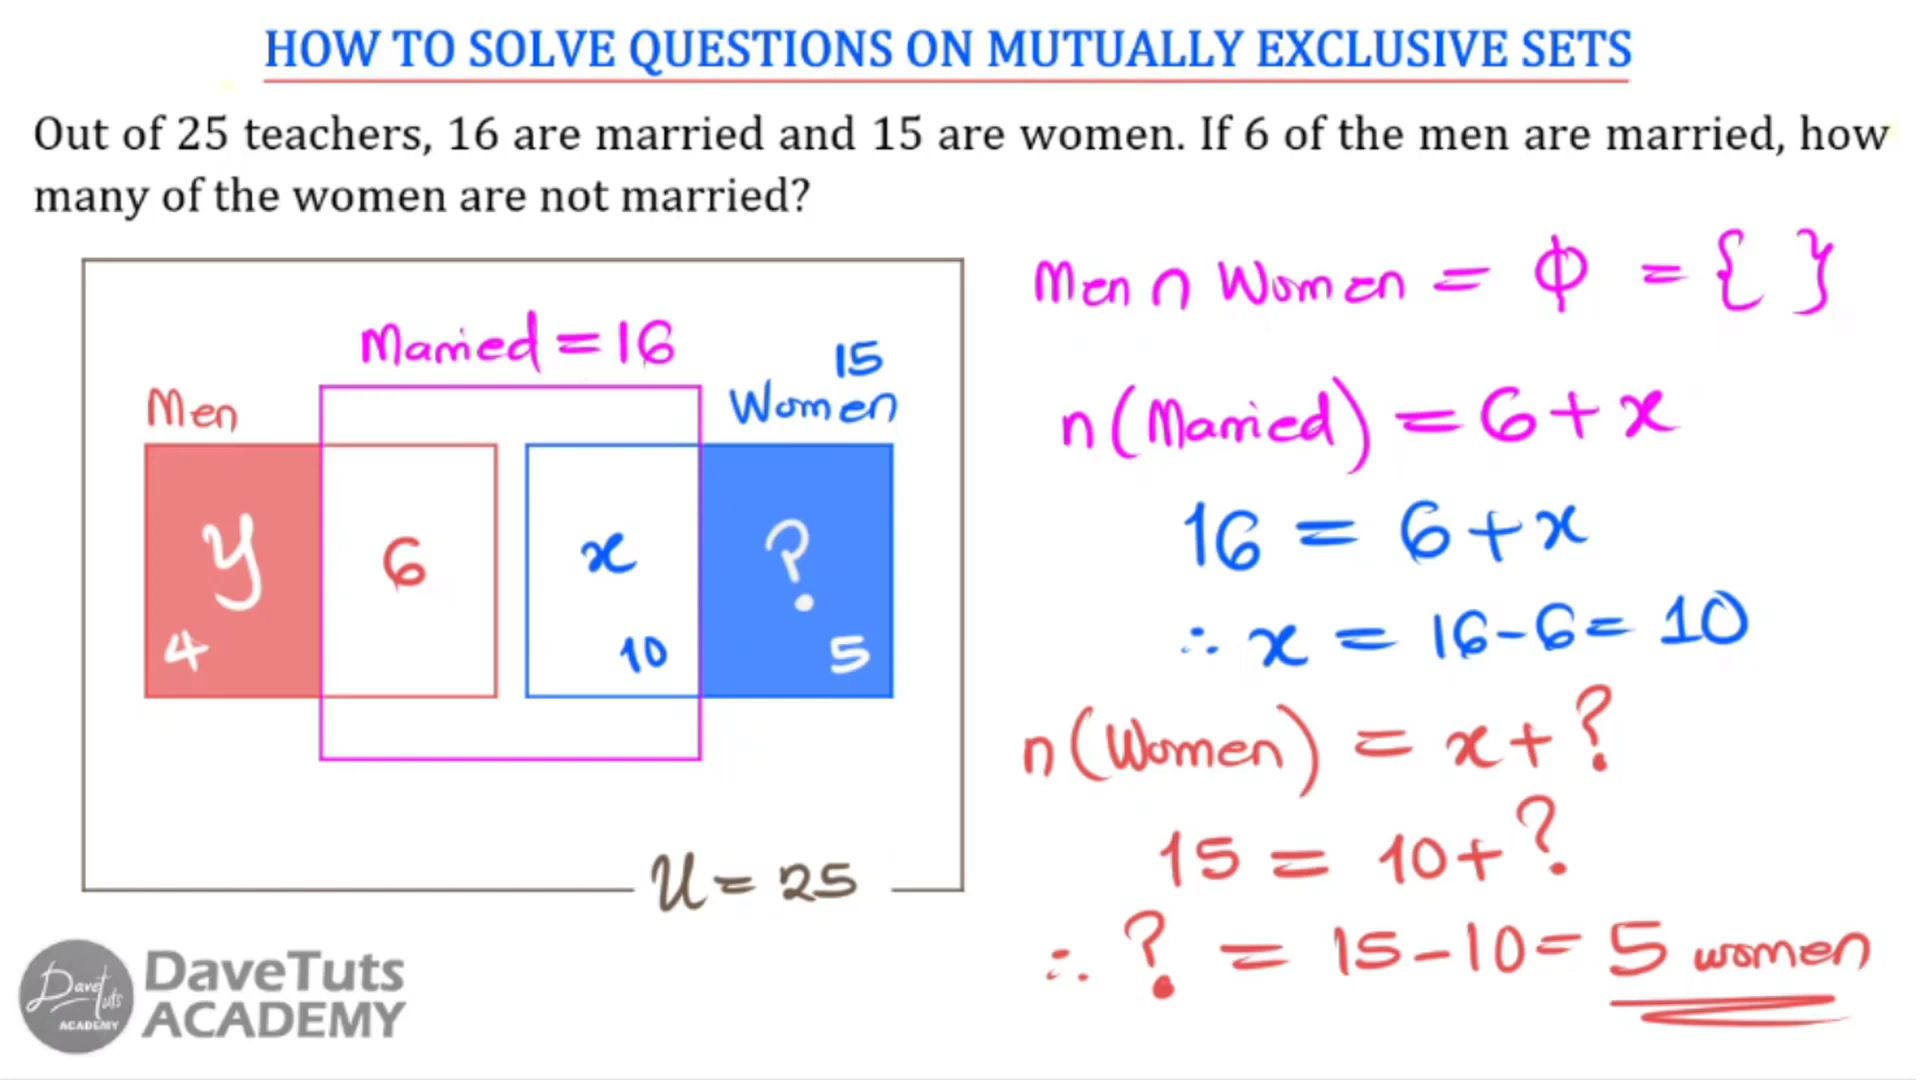 HOW TO SOLVE QUESTIONS ON MUTUALLY EXCLUSIVE SETS
Out of 25 teachers, 16 are married and 15 are women. If 6 of the men are married, how
many of the women are not married?
Married = 16
15
Men
Women
y
6
x
?
4
10
5
U = 25
Men ∩ Women = Φ = { }
n(Married) = 6 + x
16 = 6 + x
∴ x = 16 - 6 = 10
n(Women) = x + ?
15 = 10 + ?
∴ ? = 15 - 10 = 5 women
Dave Tuts
ACADEMY
DaveTuts
ACADEMY